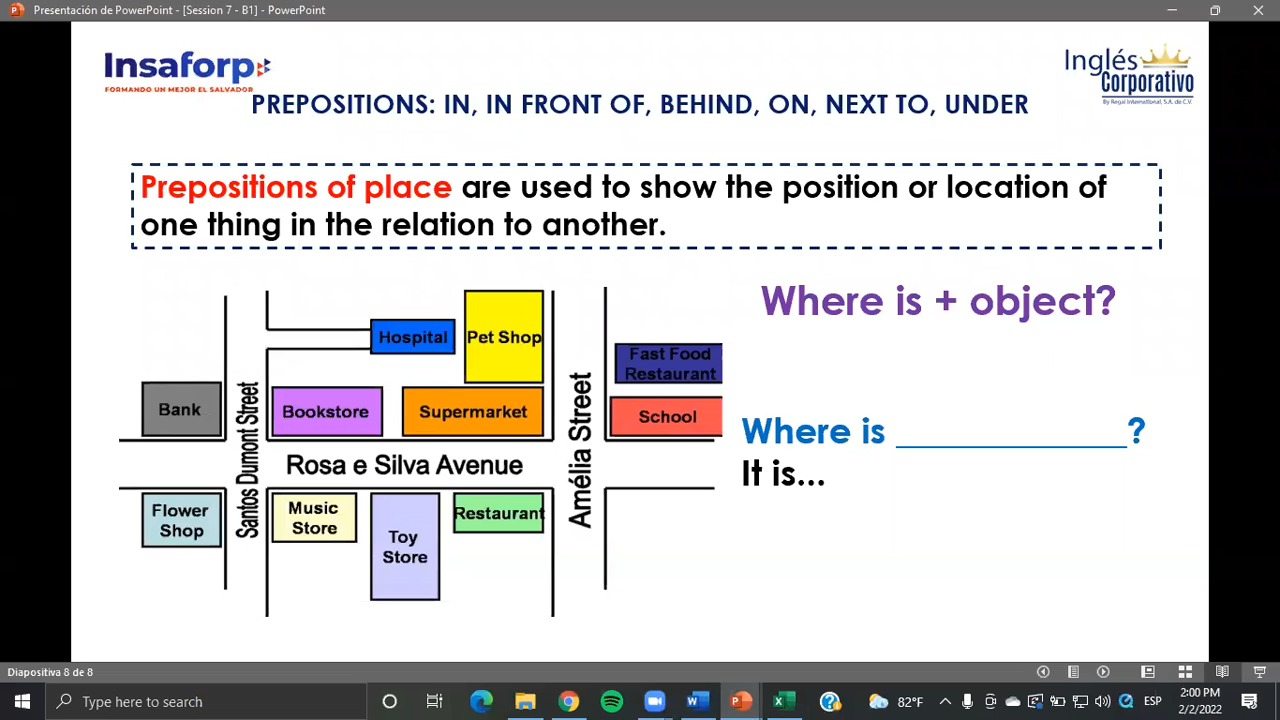 Presentación de PowerPoint - [Session 7 - B1] - PowerPoint
Insaforp
FORMANDO UN MEJOR EL SALVADOR
Inglés
Corporativo
By Regal International, S.A. de C.V.
PREPOSITIONS: IN, IN FRONT OF, BEHIND, ON, NEXT TO, UNDER
Prepositions of place are used to show the position or location of
one thing in the relation to another.
Where is + object?
Hospital
Pet Shop
Fast Food
Restaurant
Bank
Santos Dumont Street
Bookstore
Supermarket
Amélia Street
School
Where is ______________?
It is...
Rosa e Silva Avenue
Flower
Shop
Music
Store
Toy
Store
Restaurant
Diapositiva 8 de 8
Type here to search
82°F
ESP
2:00 PM
2/2/2022